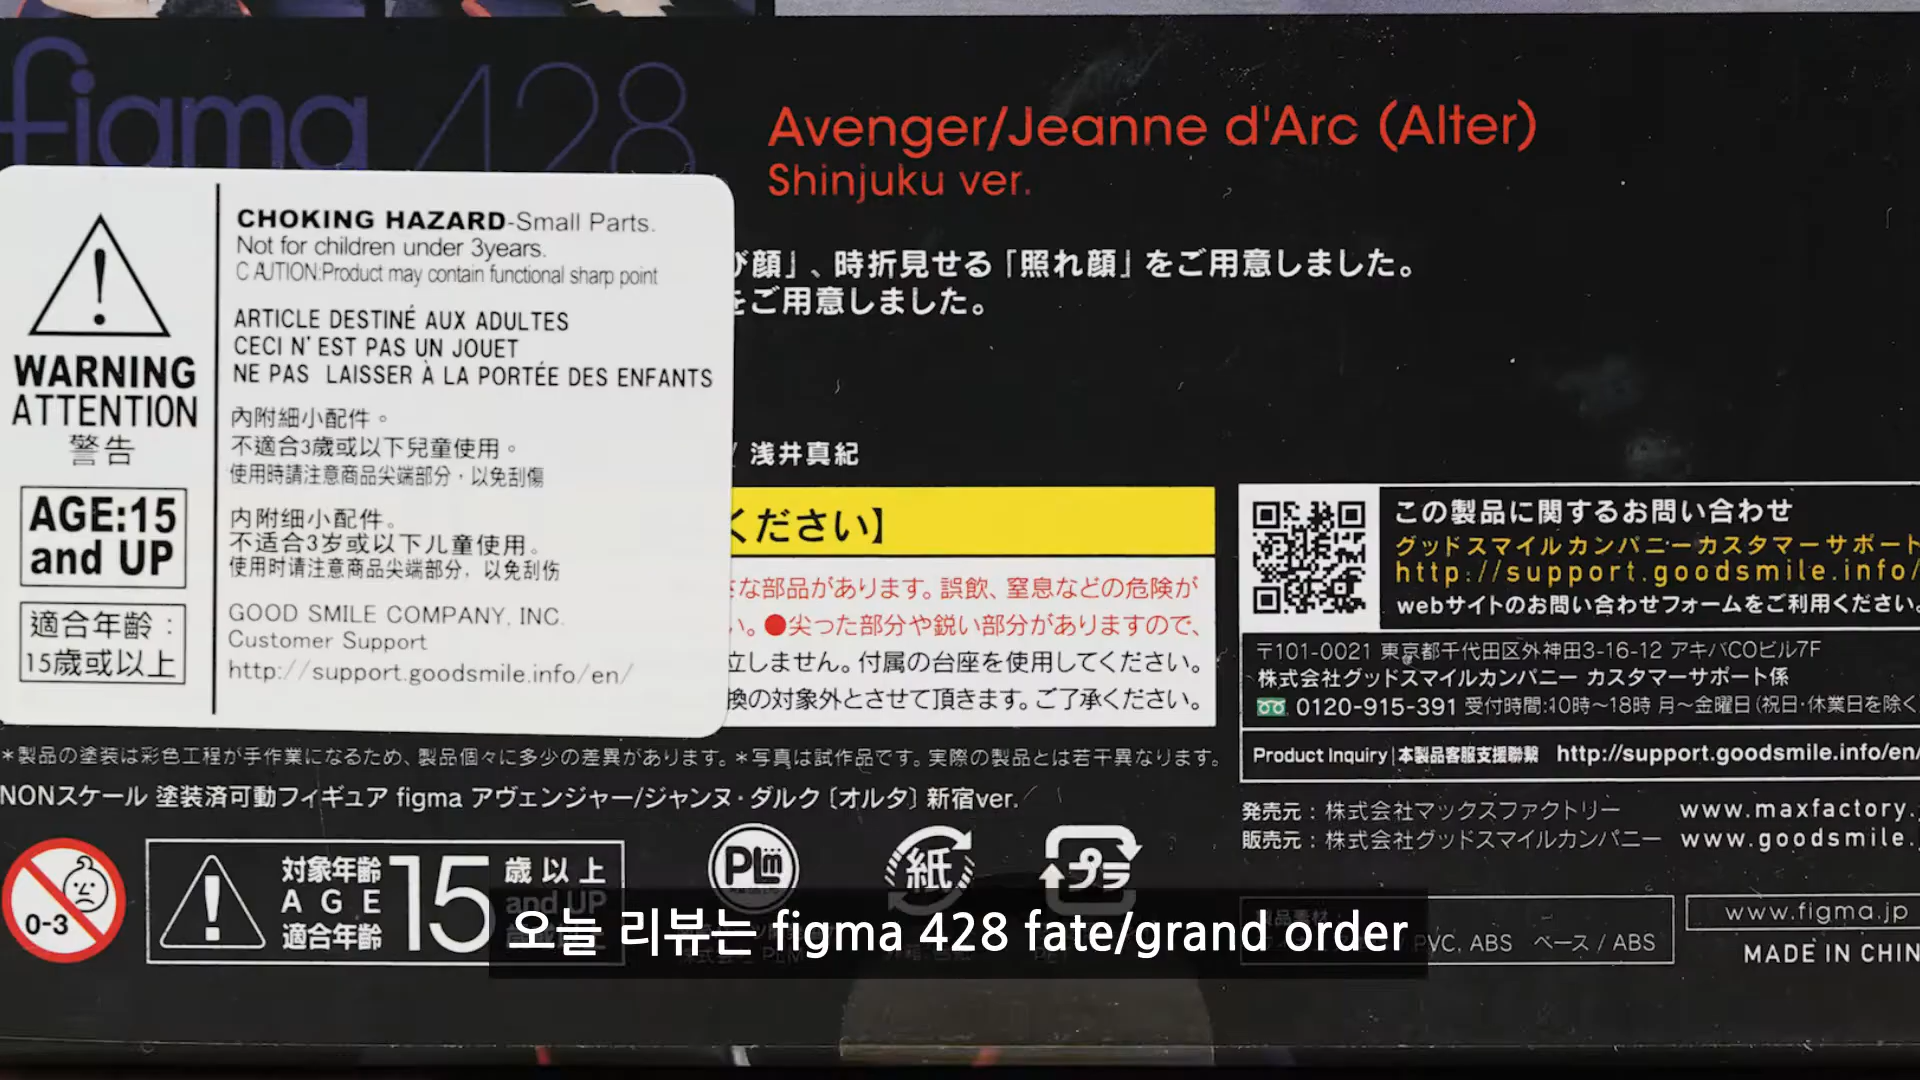 figma 428
Avenger/Jeanne d'Arc (Alter)
Shinjuku ver.
び顔」、時折見せる「照れ顔」をご用意しました。
をご用意しました。
浅井真紀
WARNING
ATTENTION
警告
AGE:15
and UP
適合年齡：
15歲或以上
CHOKING HAZARD-Small Parts.
Not for children under 3years.
CAUTION:Product may contain functional sharp point
ARTICLE DESTINÉ AUX ADULTES
CECI N'EST PAS UN JOUET
NE PAS LAISSER À LA PORTÉE DES ENFANTS
內附細小配件。
不適合3歲或以下兒童使用。
使用時請注意商品尖端部分，以免刮傷
内附细小配件。
不适合3岁或以下儿童使用。
使用时请注意商品尖端部分，以免刮伤
GOOD SMILE COMPANY, INC.
Customer Support
http://support.goodsmile.info/en/
ください】
な部品があります。誤飲、窒息などの危険が
い。●尖った部分や鋭い部分がありますので、
立しません。付属の台座を使用してください。
換の対象外とさせて頂きます。ご了承ください。
この製品に関するお問い合わせ
グッドスマイルカンパニーカスタマーサポート
http://support.goodsmile.info/
webサイトのお問い合わせフォームをご利用ください。
〒101-0021 東京都千代田区外神田3-16-12 アキバCOビル7F
株式会社グッドスマイルカンパニー カスタマーサポート係
0120-915-391 受付時間:10時〜18時 月〜金曜日(祝日・休業日を除く
Product Inquiry|本製品客服支援聯繫 http://support.goodsmile.info/en/
＊製品の塗装は彩色工程が手作業になるため、製品個々に多少の差異があります。＊写真は試作品です。実際の製品とは若干異なります。
NONスケール 塗装済可動フィギュア figma アヴェンジャー/ジャンヌ・ダルク〔オルタ〕新宿ver.
発売元：株式会社マックスファクトリー www.maxfactory.
販売元：株式会社グッドスマイルカンパニー www.goodsmile.
0-3
対象年齢
AGE
適合年齡
15
歳以上
and UP
PLm
紙
プラ
PVC, ABS ベース / ABS
www.figma.jp
MADE IN CHIN
오늘 리뷰는 figma 428 fate/grand order